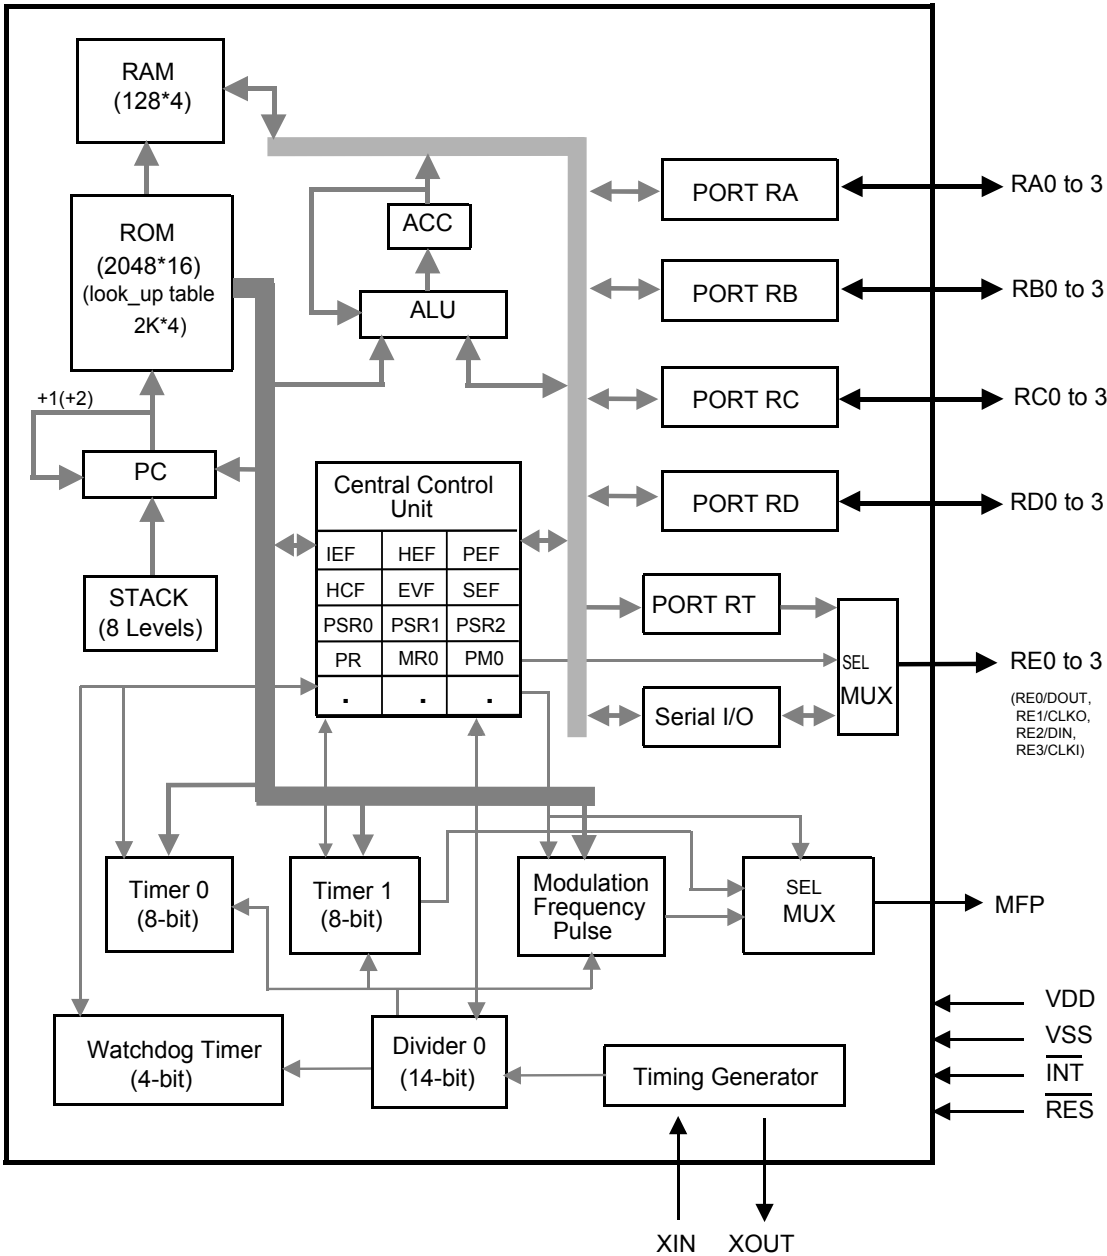 RAM
(128*4)
ROM
(2048*16)
(look_up table
2K*4)
+1(+2)
PC
STACK
(8 Levels)
ACC
ALU
Central Control
Unit
IEF HEF PEF
HCF EVF SEF
PSR0 PSR1 PSR2
PR MR0 PM0
. . .
PORT RA
RA0 to 3
PORT RB
RB0 to 3
PORT RC
RC0 to 3
PORT RD
RD0 to 3
PORT RT
Serial I/O
SEL
MUX
RE0 to 3
(RE0/DOUT,
RE1/CLKO,
RE2/DIN,
RE3/CLKI)
Timer 0
(8-bit)
Timer 1
(8-bit)
Modulation
Frequency
Pulse
SEL
MUX
MFP
Watchdog Timer
(4-bit)
Divider 0
(14-bit)
Timing Generator
VDD
VSS
INT
RES
XIN
XOUT